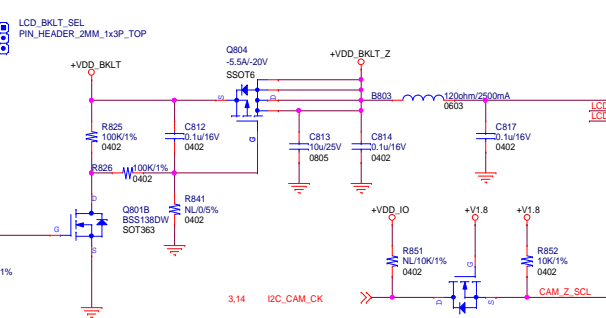 LCD_BKLT_SEL
PIN_HEADER_2MM_1x3P_TOP
Q804
-5.5A/-20V
SSOT6
+VDD_BKLT
+VDD_BKLT_Z
S
D
G
B803
120ohm/2500mA
0603
LCD
LCD
R825
100K/1%
0402
C812
0.1u/16V
0402
C813
10u/25V
0805
C814
0.1u/16V
0402
C817
0.1u/16V
0402
R826
100K/1%
0402
R841
NL/0/5%
0402
D
Q801B
BSS138DW
SOT363
G
S
1%
+VDD_IO
+V1.8
+V1.8
R851
NL/10K/1%
0402
G
R852
10K/1%
0402
3,14
I2C_CAM_CK
D
S
CAM_Z_SCL